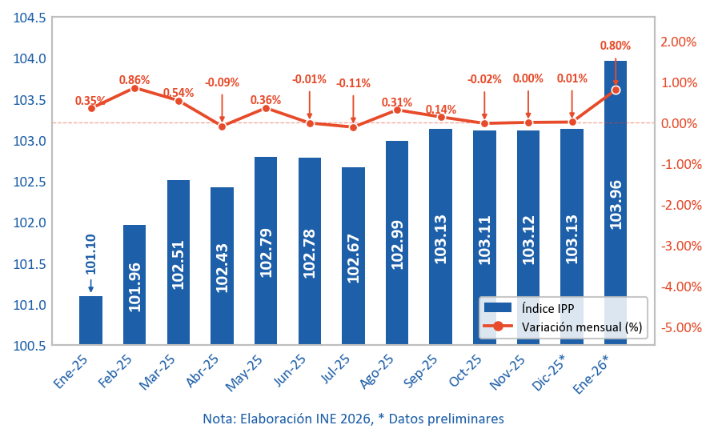 104.5
104.0
103.5
103.0
102.5
102.0
101.5
101.0
100.5
2.00%
1.00%
0.00%
-1.00%
-2.00%
-3.00%
-4.00%
-5.00%
0.35%
0.86%
0.54%
-0.09%
0.36%
-0.01%
-0.11%
0.31%
0.14%
-0.02%
0.00%
0.01%
0.80%
101.10
101.96
102.51
102.43
102.79
102.78
102.67
102.99
103.13
103.11
103.12
103.13
103.96
Índice IPP
Variación mensual (%)
Ene-25
Feb-25
Mar-25
Abr-25
May-25
Jun-25
Jul-25
Ago-25
Sep-25
Oct-25
Nov-25
Dic-25*
Ene-26*
Nota: Elaboración INE 2026, * Datos preliminares